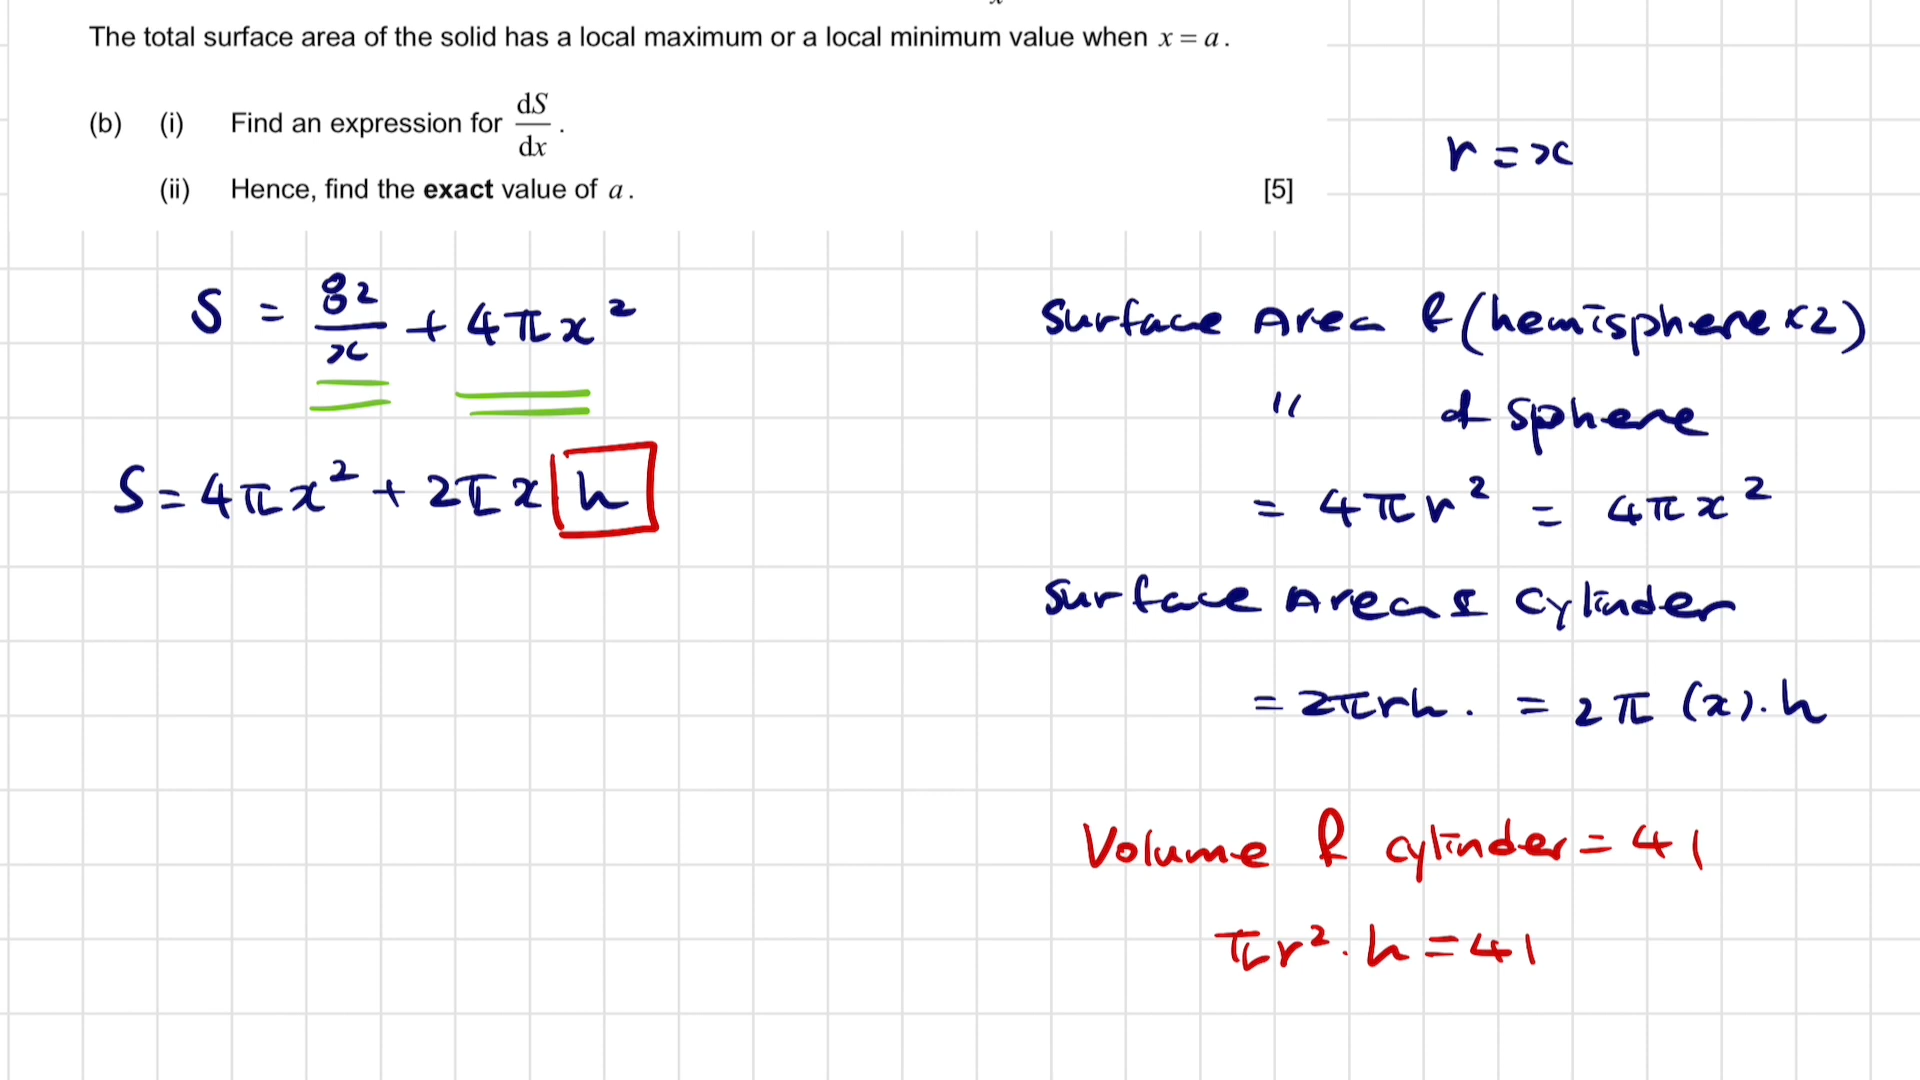 The total surface area of the solid has a local maximum or a local minimum value when x = a.
(b) (i) Find an expression for dS/dx.
(ii) Hence, find the exact value of a. [5]
r = x
S = 82/x + 4πx²
S = 4πx² + 2πx h
Surface Area of (hemisphere x2)
" of sphere
= 4πr² = 4πx²
Surface Area of cylinder
= 2πrh. = 2π (x).h
Volume of cylinder = 41
πr².h = 41